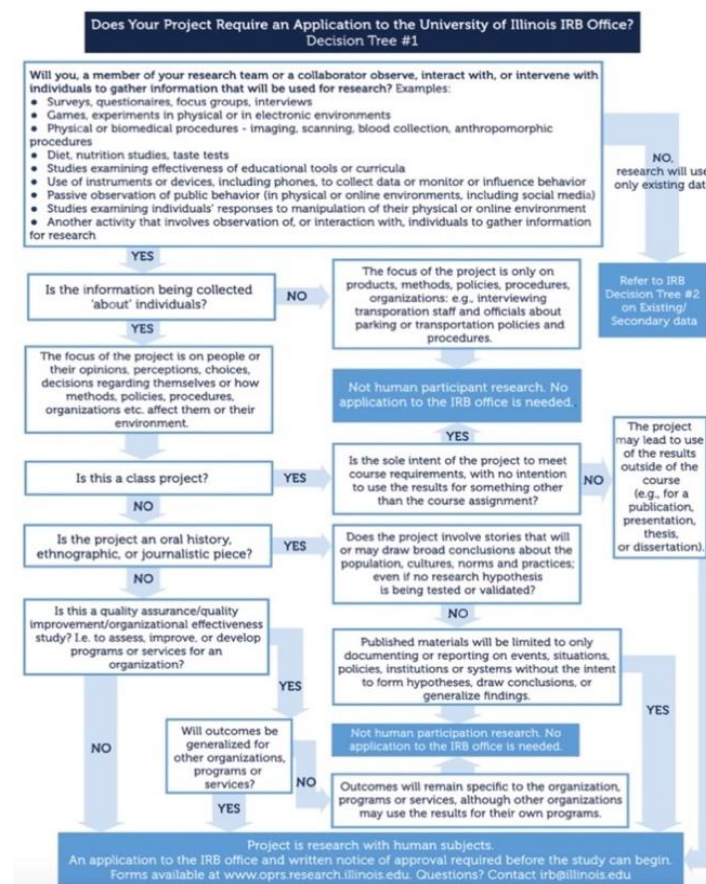 Does Your Project Require an Application to the University of Illinois IRB Office?
Decision Tree #1
Will you, a member of your research team or a collaborator observe, interact with, or intervene with
individuals to gather information that will be used for research? Examples:
● Surveys, questionaires, focus groups, interviews
● Games, experiments in physical or in electronic environments
● Physical or biomedical procedures - imaging, scanning, blood collection, anthropomorphic
procedures
● Diet, nutrition studies, taste tests
● Studies examining effectiveness of educational tools or curricula
● Use of instruments or devices, including phones, to collect data or monitor or influence behavior
● Passive observation of public behavior (in physical or online environments, including social media)
● Studies examining individuals' responses to manipulation of their physical or online environment
● Another activity that involves observation of, or interaction with, individuals to gather information
for research
NO,
research will use
only existing dat
Refer to IRB
Decision Tree #2
on Existing/
Secondary data
YES
Is the information being collected
'about' individuals?
NO
The focus of the project is only on
products, methods, policies, procedures,
organizations: e.g., interviewing
transporation staff and officials about
parking or transportation policies and
procedures.
Not human participant research. No
application to the IRB office is needed.
YES
The focus of the project is on people or
their opinions, perceptions, choices,
decisions regarding themselves or how
methods, policies, procedures,
organizations etc. affect them or their
environment.
Is this a class project?
YES
Is the sole intent of the project to meet
course requirements, with no intention
to use the results for something other
than the course assignment?
YES
NO
The project
may lead to use
of the results
outside of the
course
(e.g., for a
publication,
presentation,
thesis,
or dissertation).
NO
Is the project an oral history,
ethnographic, or journalistic piece?
YES
Does the project involve stories that will
or may draw broad conclusions about the
population, cultures, norms and practices;
even if no research hypothesis
is being tested or validated?
NO
Published materials will be limited to only
documenting or reporting on events, situations,
policies, institutions or systems without the intent
to form hypotheses, draw conclusions, or
generalize findings.
YES
Not human participation research. No
application to the IRB office is needed.
NO
Is this a quality assurance/quality
improvement/organizational effectiveness
study? I.e. to assess, improve, or develop
programs or services for an
organization?
NO
YES
Will outcomes be
generalized for
other organizations,
programs or
services?
NO
Outcomes will remain specific to the organization,
programs or services, although other organizations
may use the results for their own programs.
YES
Project is research with human subjects.
An application to the IRB office and written notice of approval required before the study can begin.
Forms available at www.oprs.research.illinois.edu. Questions? Contact irb@illinois.edu